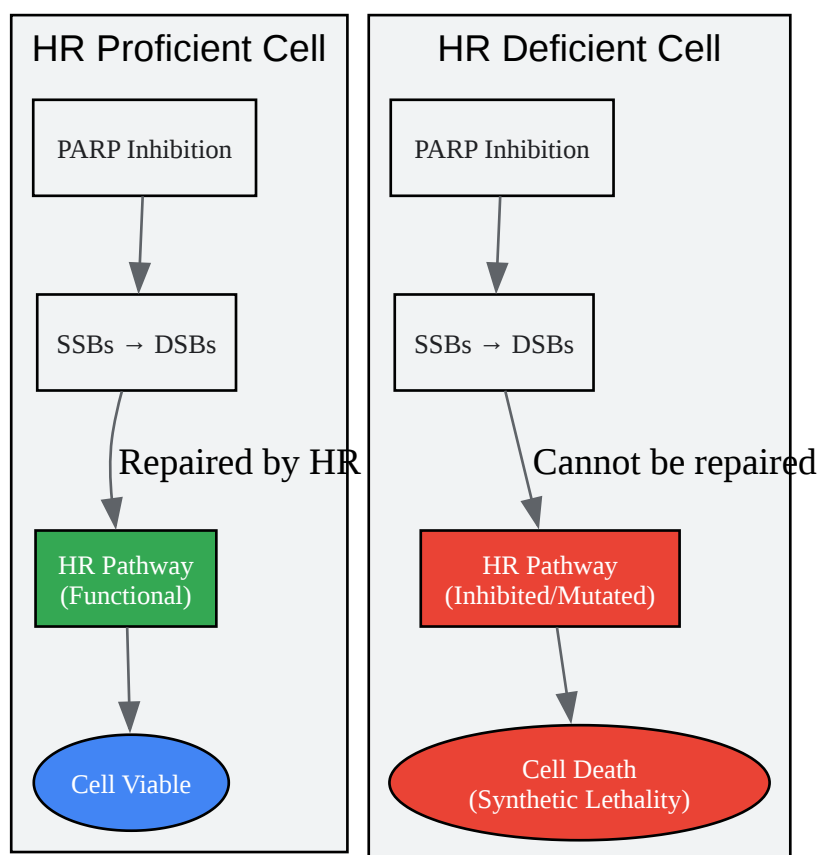 HR Proficient Cell
PARP Inhibition
SSBs → DSBs
Repaired by HR
HR Pathway
(Functional)
Cell Viable
HR Deficient Cell
PARP Inhibition
SSBs → DSBs
Cannot be repaired
HR Pathway
(Inhibited/Mutated)
Cell Death
(Synthetic Lethality)